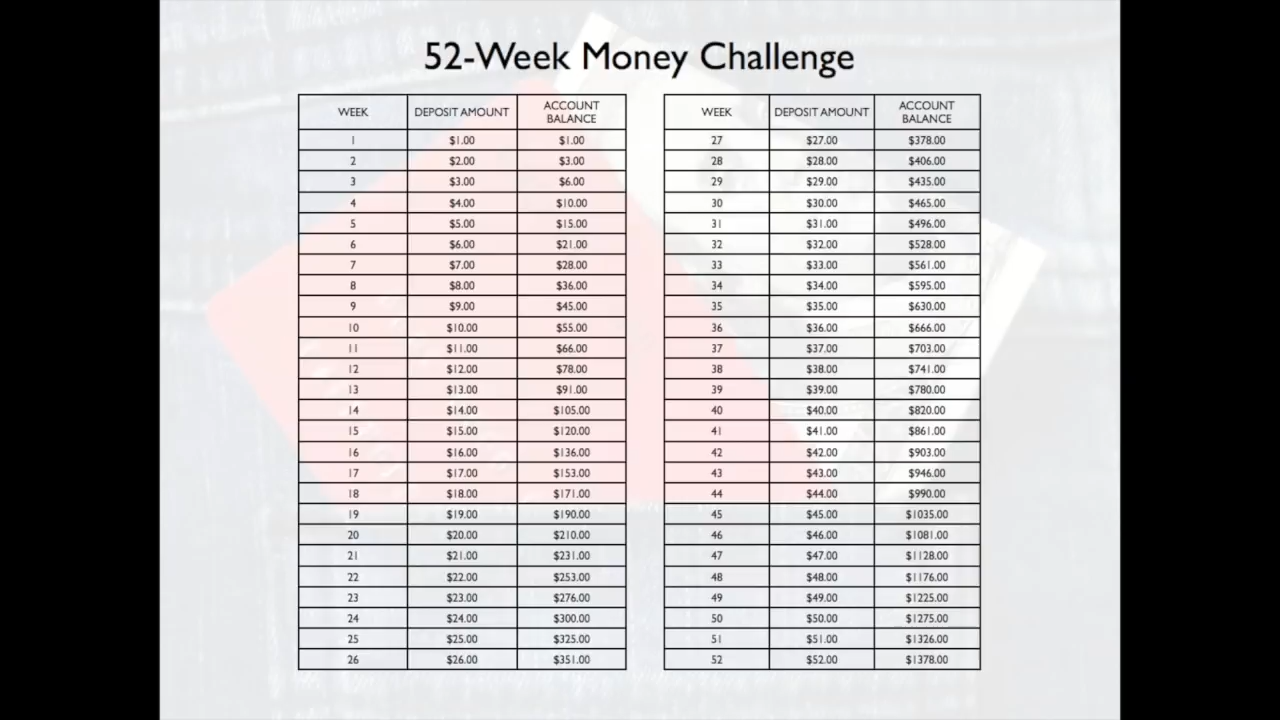 52-Week Money Challenge
WEEK DEPOSIT AMOUNT ACCOUNT BALANCE
1 $1.00 $1.00
2 $2.00 $3.00
3 $3.00 $6.00
4 $4.00 $10.00
5 $5.00 $15.00
6 $6.00 $21.00
7 $7.00 $28.00
8 $8.00 $36.00
9 $9.00 $45.00
10 $10.00 $55.00
11 $11.00 $66.00
12 $12.00 $78.00
13 $13.00 $91.00
14 $14.00 $105.00
15 $15.00 $120.00
16 $16.00 $136.00
17 $17.00 $153.00
18 $18.00 $171.00
19 $19.00 $190.00
20 $20.00 $210.00
21 $21.00 $231.00
22 $22.00 $253.00
23 $23.00 $276.00
24 $24.00 $300.00
25 $25.00 $325.00
26 $26.00 $351.00
WEEK DEPOSIT AMOUNT ACCOUNT BALANCE
27 $27.00 $378.00
28 $28.00 $406.00
29 $29.00 $435.00
30 $30.00 $465.00
31 $31.00 $496.00
32 $32.00 $528.00
33 $33.00 $561.00
34 $34.00 $595.00
35 $35.00 $630.00
36 $36.00 $666.00
37 $37.00 $703.00
38 $38.00 $741.00
39 $39.00 $780.00
40 $40.00 $820.00
41 $41.00 $861.00
42 $42.00 $903.00
43 $43.00 $946.00
44 $44.00 $990.00
45 $45.00 $1035.00
46 $46.00 $1081.00
47 $47.00 $1128.00
48 $48.00 $1176.00
49 $49.00 $1225.00
50 $50.00 $1275.00
51 $51.00 $1326.00
52 $52.00 $1378.00